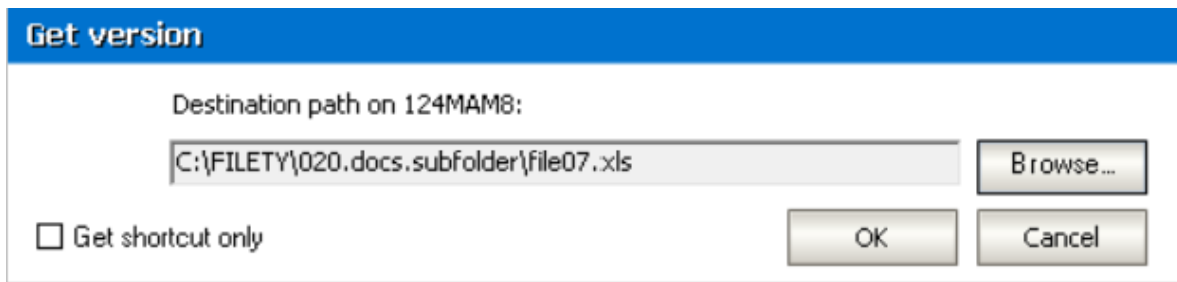 Get version
Destination path on 124MAM8:
C:\FILETY\020.docs.subfolder\file07.xls
Browse...
Get shortcut only
OK
Cancel